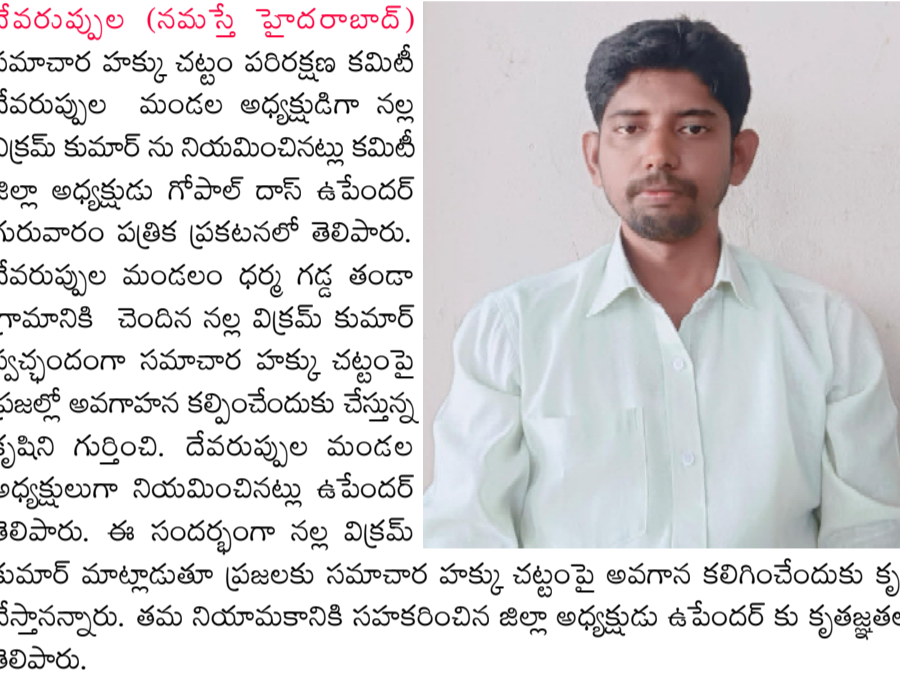 దేవరుప్పుల (నమస్తే హైదరాబాద్)
సమాచార హక్కు చట్టం పరిరక్షణ కమిటీ
దేవరుప్పుల మండల అధ్యక్షుడిగా నల్ల
విక్రమ్ కుమార్ ను నియమించినట్లు కమిటీ
జిల్లా అధ్యక్షుడు గోపాల్ దాస్ ఉపేందర్
గురువారం పత్రిక ప్రకటనలో తెలిపారు.
దేవరుప్పుల మండలం ధర్మ గడ్డ తండా
గ్రామానికి చెందిన నల్ల విక్రమ్ కుమార్
స్వచ్ఛందంగా సమాచార హక్కు చట్టంపై
ప్రజల్లో అవగాహన కల్పించేందుకు చేస్తున్న
కృషిని గుర్తించి. దేవరుప్పుల మండల
అధ్యక్షులుగా నియమించినట్లు ఉపేందర్
తెలిపారు. ఈ సందర్భంగా నల్ల విక్రమ్
కుమార్ మాట్లాడుతూ ప్రజలకు సమాచార హక్కు చట్టంపై అవగాన కలిగించేందుకు కృ
చేస్తానన్నారు. తమ నియామకానికి సహకరించిన జిల్లా అధ్యక్షుడు ఉపేందర్ కు కృతజ్ఞతల
తెలిపారు.